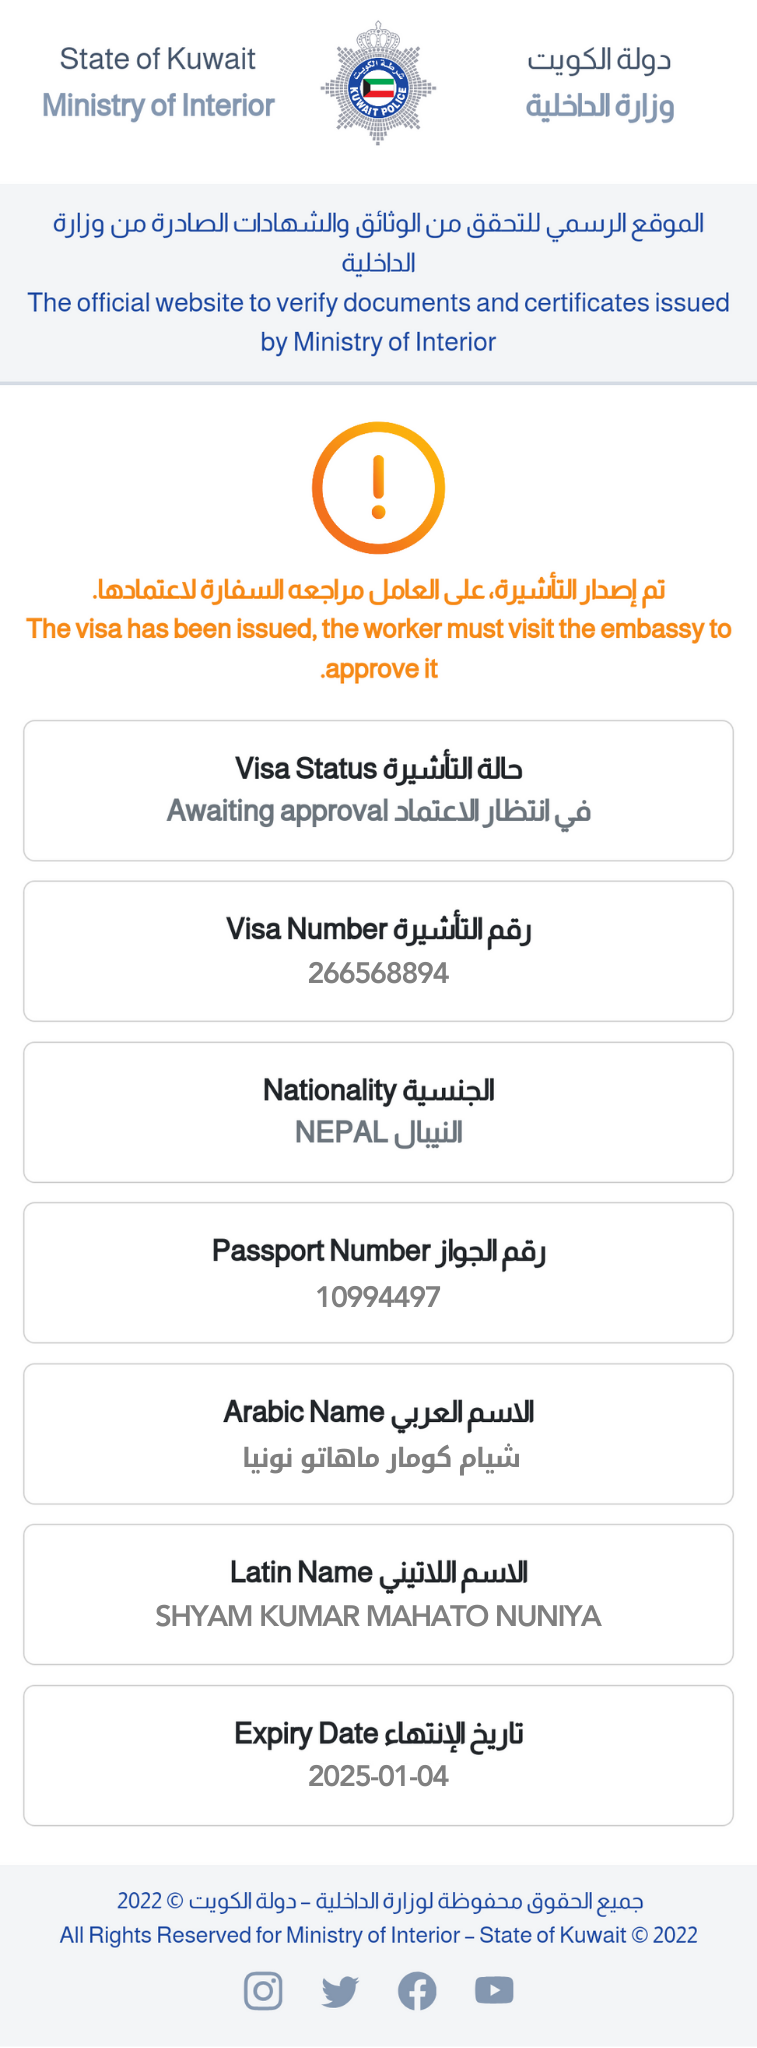 State of Kuwait
Ministry of Interior
شرطة الكويت
KUWAIT POLICE
دولة الكويت
وزارة الداخلية
الموقع الرسمي للتحقق من الوثائق والشهادات الصادرة من وزارة
الداخلية
The official website to verify documents and certificates issued
by Ministry of Interior
تم إصدار التأشيرة، على العامل مراجعه السفارة لاعتمادها.
The visa has been issued, the worker must visit the embassy to
.approve it
Visa Status حالة التأشيرة
Awaiting approval في انتظار الاعتماد
Visa Number رقم التأشيرة
266568894
Nationality الجنسية
NEPAL النيبال
Passport Number رقم الجواز
10994497
Arabic Name الاسم العربي
شيام كومار ماهاتو نونيا
Latin Name الاسم اللاتيني
SHYAM KUMAR MAHATO NUNIYA
Expiry Date تاريخ الإنتهاء
2025-01-04
جميع الحقوق محفوظة لوزارة الداخلية – دولة الكويت © 2022
All Rights Reserved for Ministry of Interior – State of Kuwait © 2022